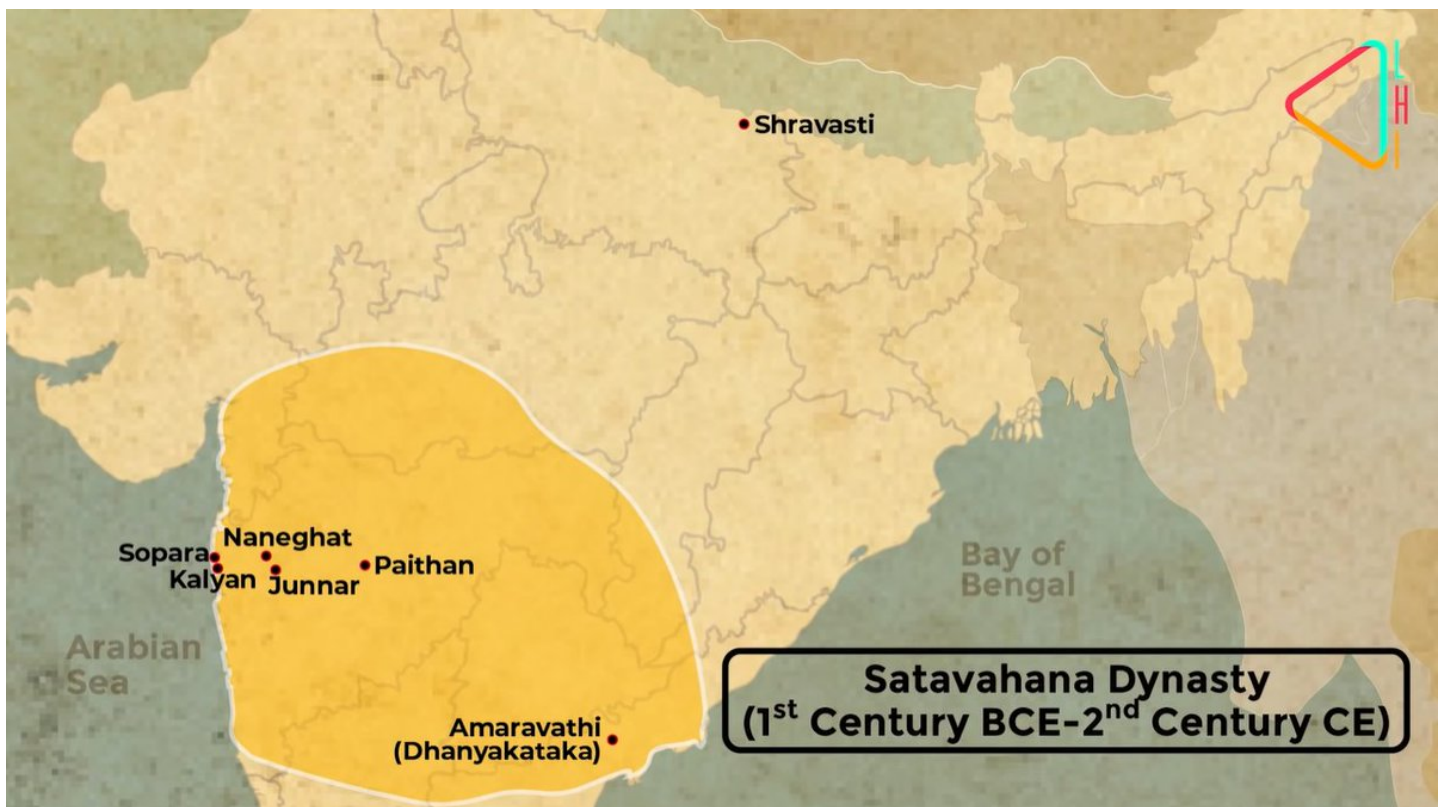 L
H
I
Shravasti
Naneghat
Sopara
Kalyan
Junnar
Paithan
Bay of
Bengal
Arabian
Sea
Amaravathi
(Dhanyakataka)
Satavahana Dynasty
(1st Century BCE-2nd Century CE)